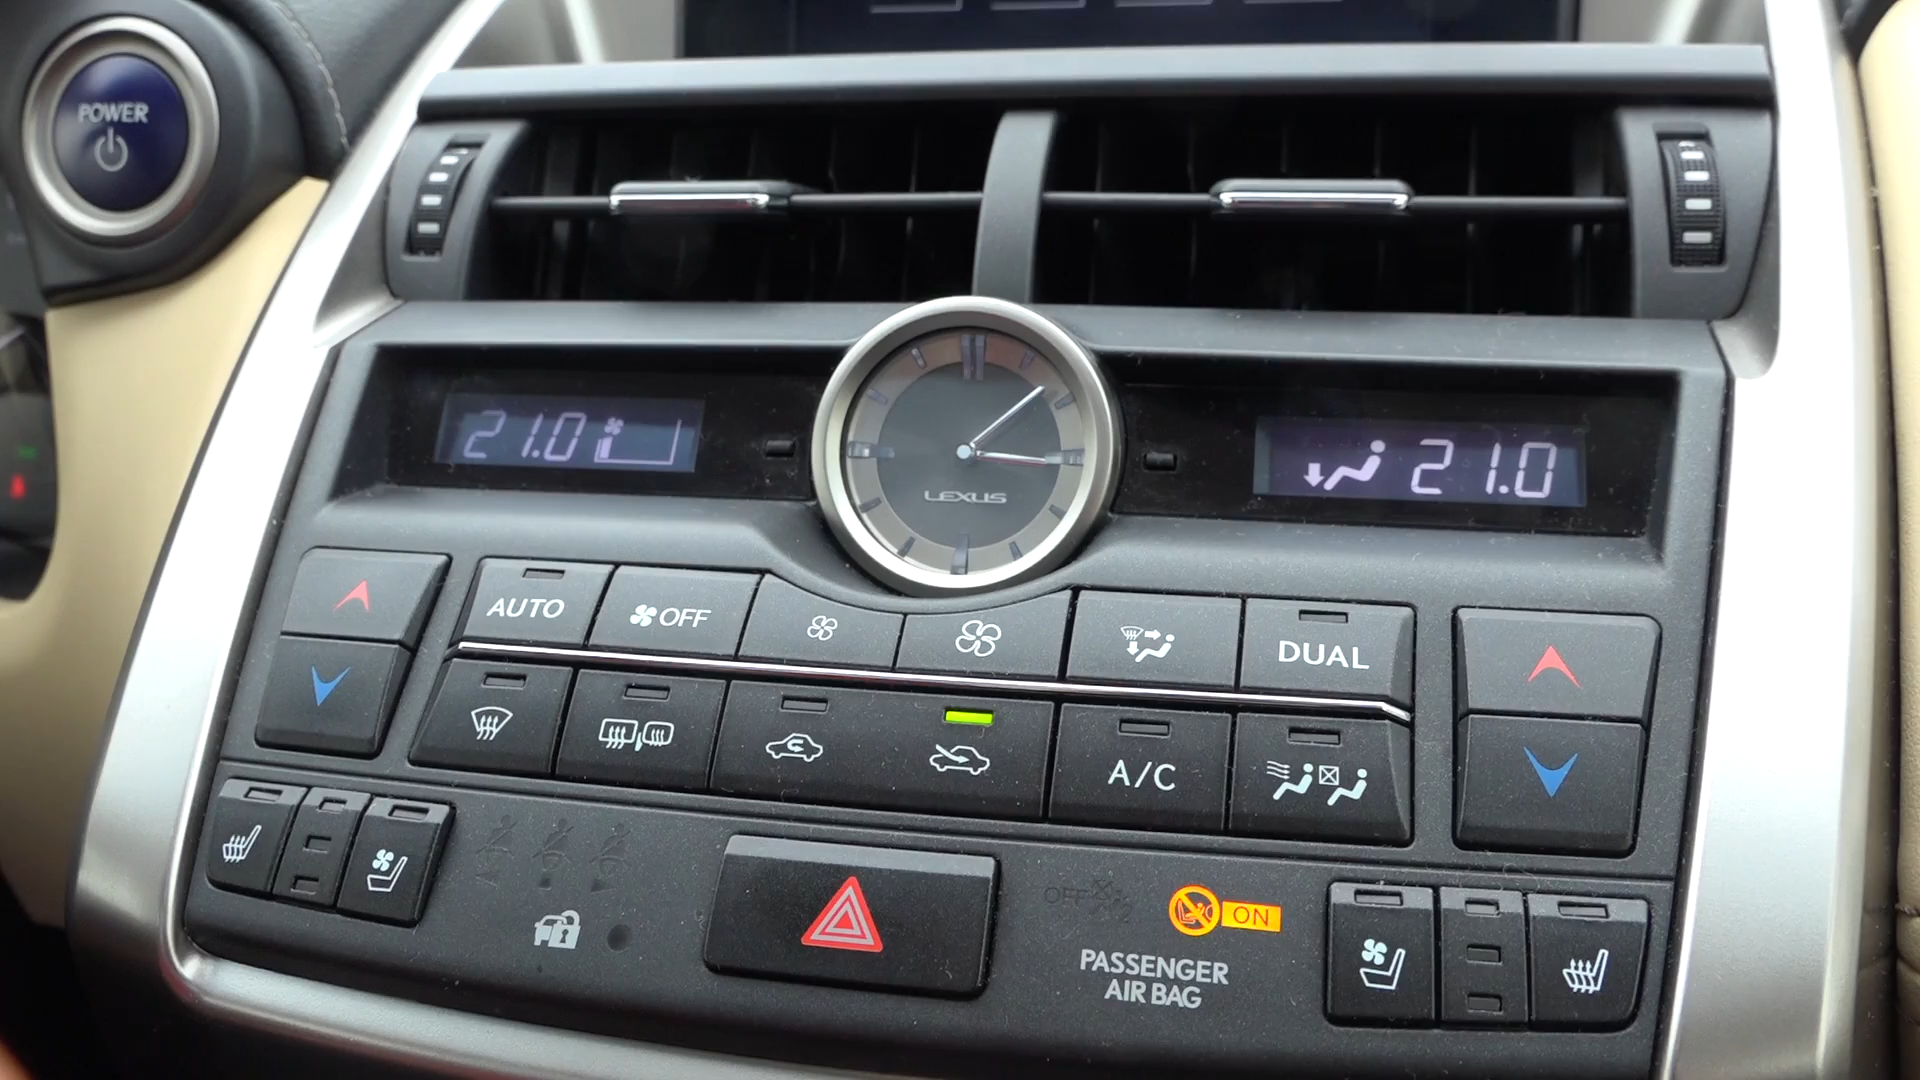 POWER
21.0
21.0
LEXUS
AUTO
OFF
DUAL
A/C
OFF
ON
PASSENGER
AIR BAG